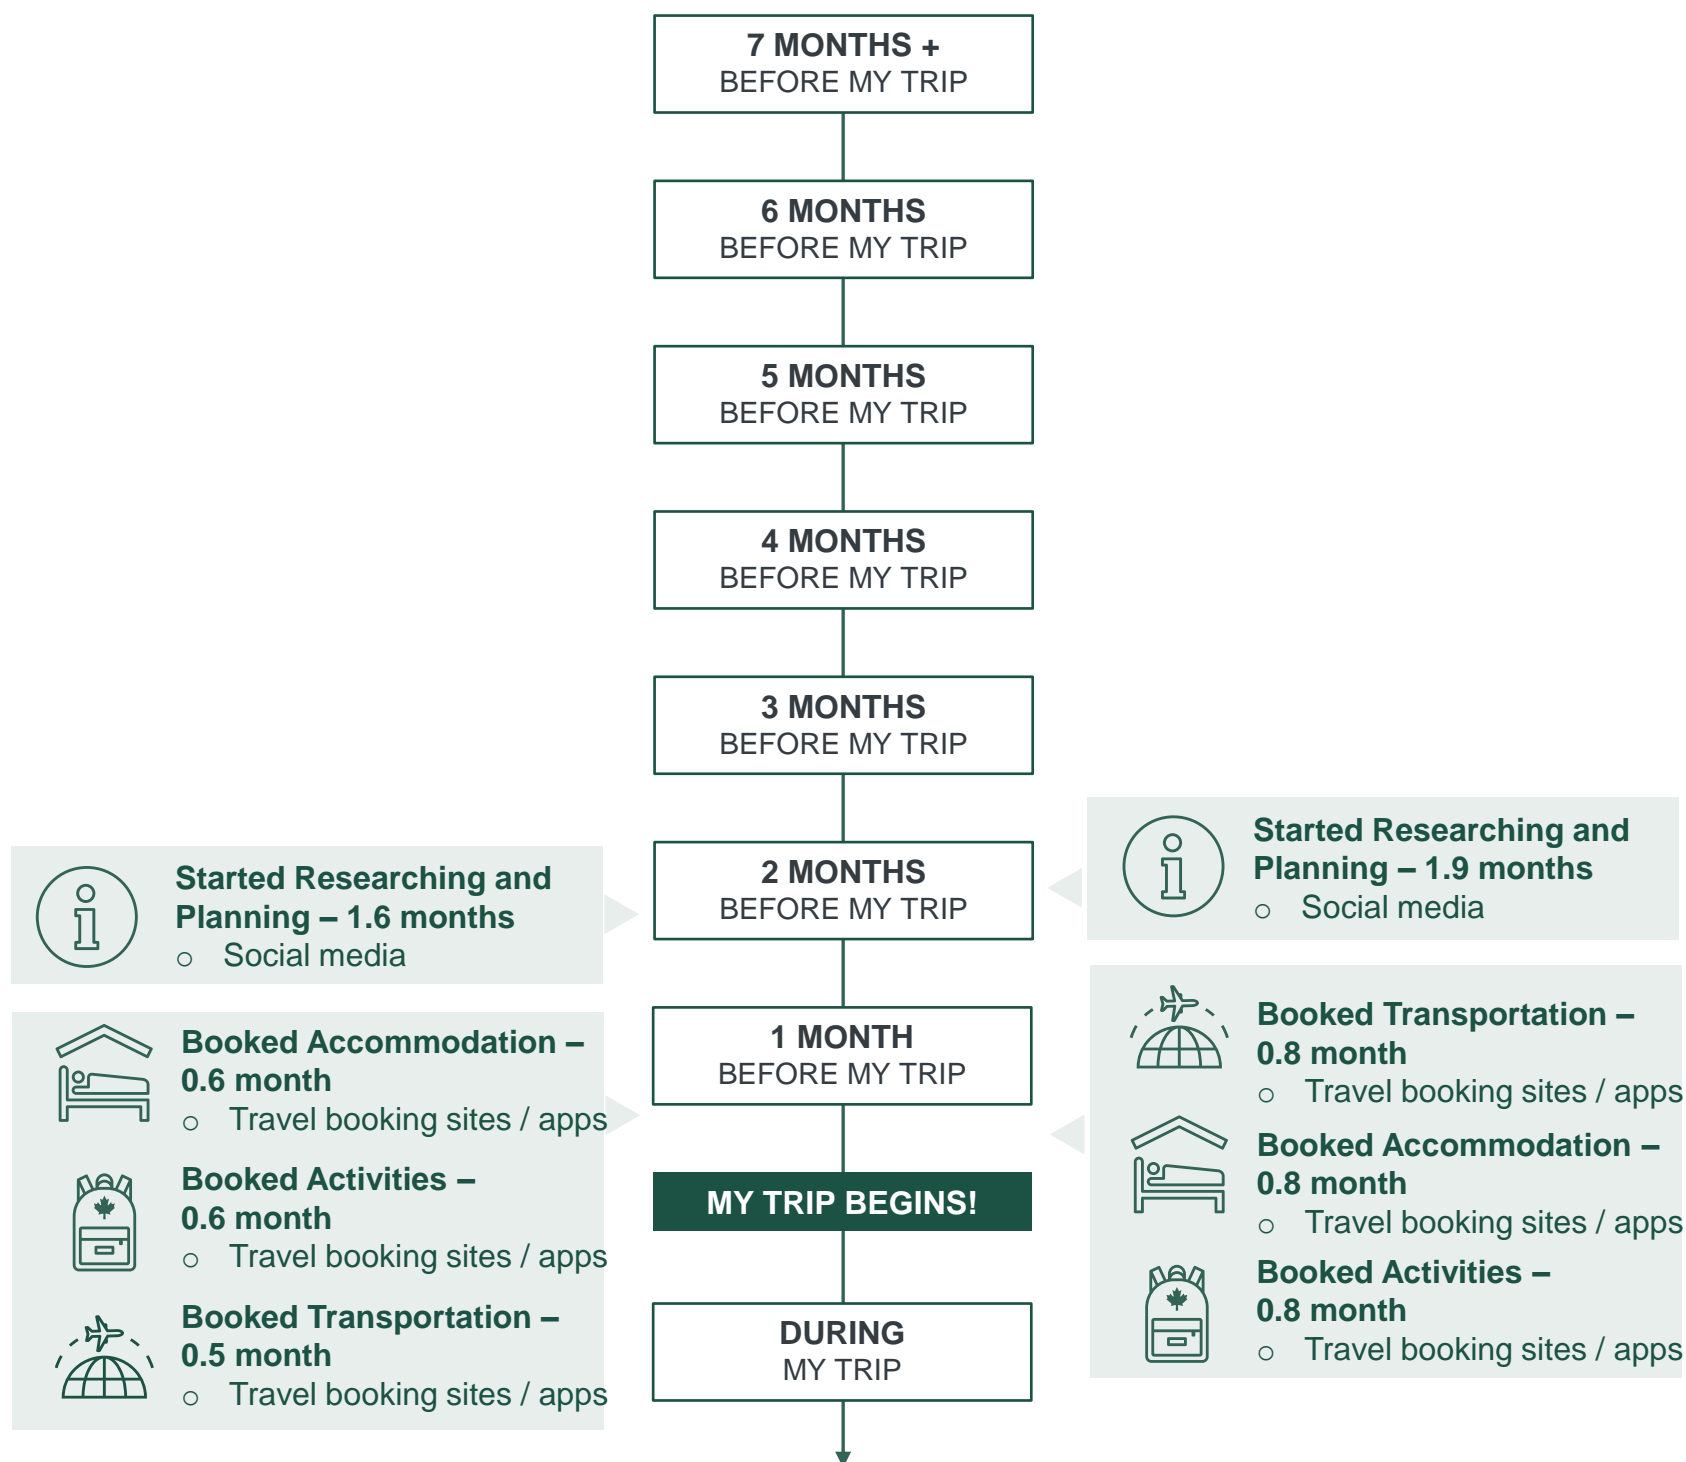 7 MONTHS +
BEFORE MY TRIP
6 MONTHS
BEFORE MY TRIP
5 MONTHS
BEFORE MY TRIP
4 MONTHS
BEFORE MY TRIP
3 MONTHS
BEFORE MY TRIP
2 MONTHS
BEFORE MY TRIP
1 MONTH
BEFORE MY TRIP
MY TRIP BEGINS!
DURING
MY TRIP
Started Researching and
Planning – 1.6 months
○ Social media
Booked Accommodation –
0.6 month
○ Travel booking sites / apps
Booked Activities –
0.6 month
○ Travel booking sites / apps
Booked Transportation –
0.5 month
○ Travel booking sites / apps
Started Researching and
Planning – 1.9 months
○ Social media
Booked Transportation –
0.8 month
○ Travel booking sites / apps
Booked Accommodation –
0.8 month
○ Travel booking sites / apps
Booked Activities –
0.8 month
○ Travel booking sites / apps